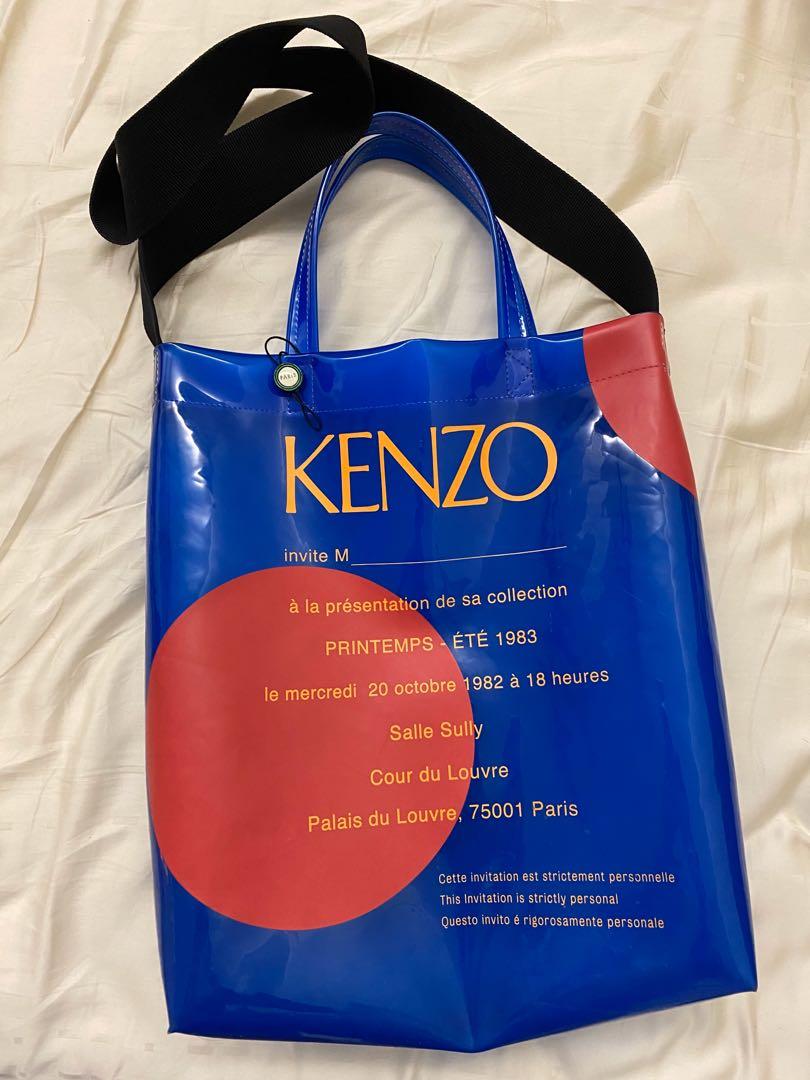 PARIS
KENZO
invite M
à la présentation de sa collection
PRINTEMPS - ÉTÉ 1983
le mercredi 20 octobre 1982 à 18 heures
Salle Sully
Cour du Louvre
Palais du Louvre, 75001 Paris
Cette invitation est strictement personnelle
This Invitation is strictly personal
Questo invito é rigorosamente personale